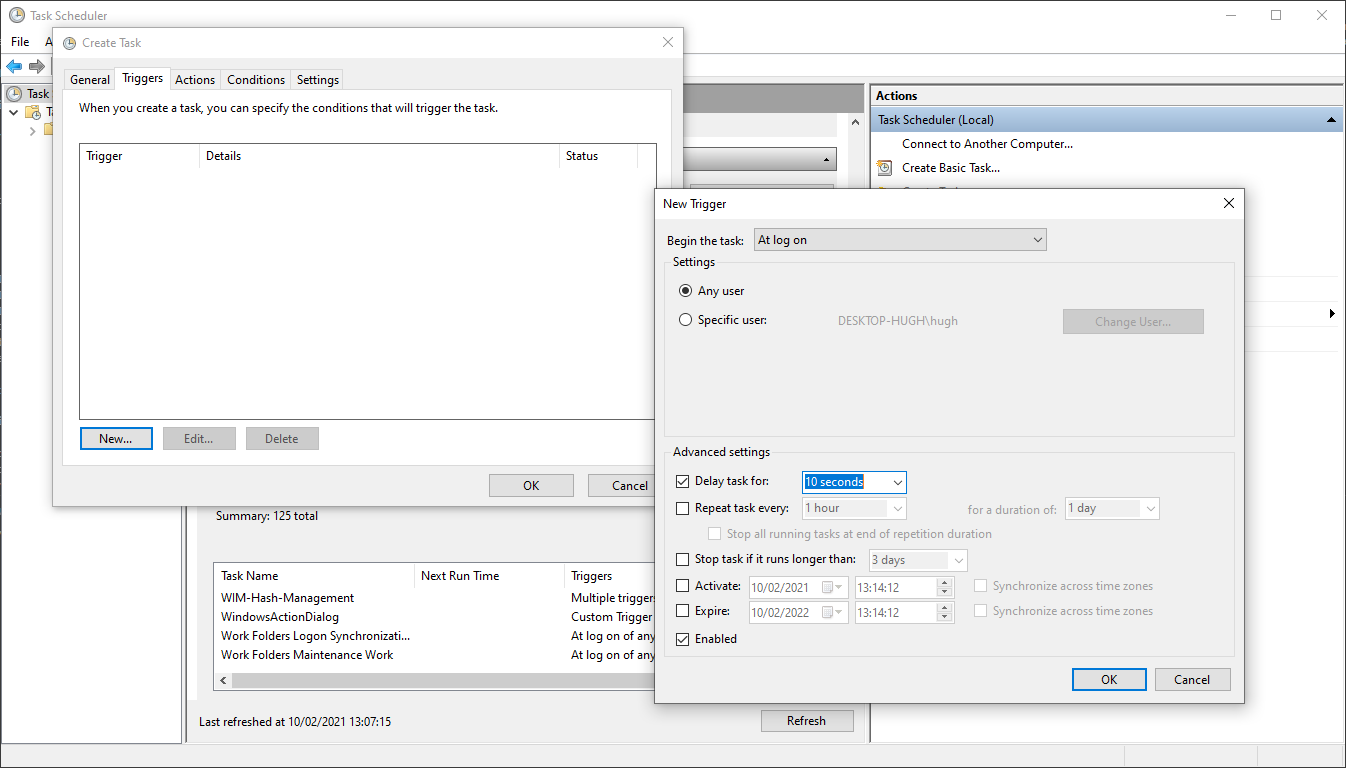 Task Scheduler
File
Create Task
General Triggers Actions Conditions Settings
Task
When you create a task, you can specify the conditions that will trigger the task.
Trigger Details Status
New... Edit... Delete
OK Cancel
Actions
Task Scheduler (Local)
Connect to Another Computer...
Create Basic Task...
New Trigger
Begin the task: At log on
Settings
Any user
Specific user: DESKTOP-HUGH\hugh Change User...
Advanced settings
Delay task for: 10 seconds
Repeat task every: 1 hour for a duration of: 1 day
Stop all running tasks at end of repetition duration
Stop task if it runs longer than: 3 days
Activate: 10/02/2021 13:14:12 Synchronize across time zones
Expire: 10/02/2022 13:14:12 Synchronize across time zones
Enabled
OK Cancel
Summary: 125 total
Task Name Next Run Time Triggers
WIM-Hash-Management Multiple triggers
WindowsActionDialog Custom Trigger
Work Folders Logon Synchronizati... At log on of any
Work Folders Maintenance Work At log on of any
Last refreshed at 10/02/2021 13:07:15 Refresh